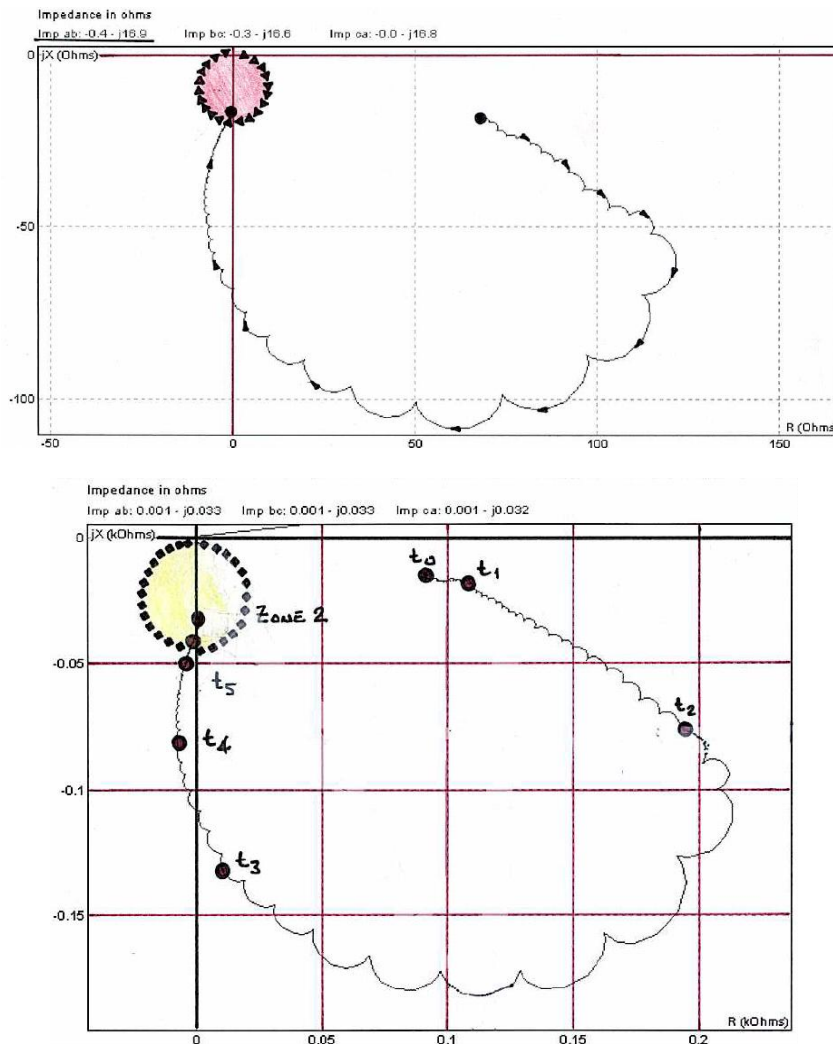 Impedance in ohms
Imp ab: -0.4 - j16.9 Imp bc: -0.3 - j16.6 Imp ca: -0.0 - j16.8
0 jX (Ohms)
-50
-100
R (Ohms
-50 0 50 100 150
Impedance in ohms
Imp ab: 0.001 - j0.033 Imp bc: 0.001 - j0.033 Imp ca: 0.001 - j0.032
0 jX (kOhms)
t0 t1
ZONE 2
-0.05
t5
t2
t4
-0.1
t3
-0.15
R (kOhms)
0 0.05 0.1 0.15 0.2